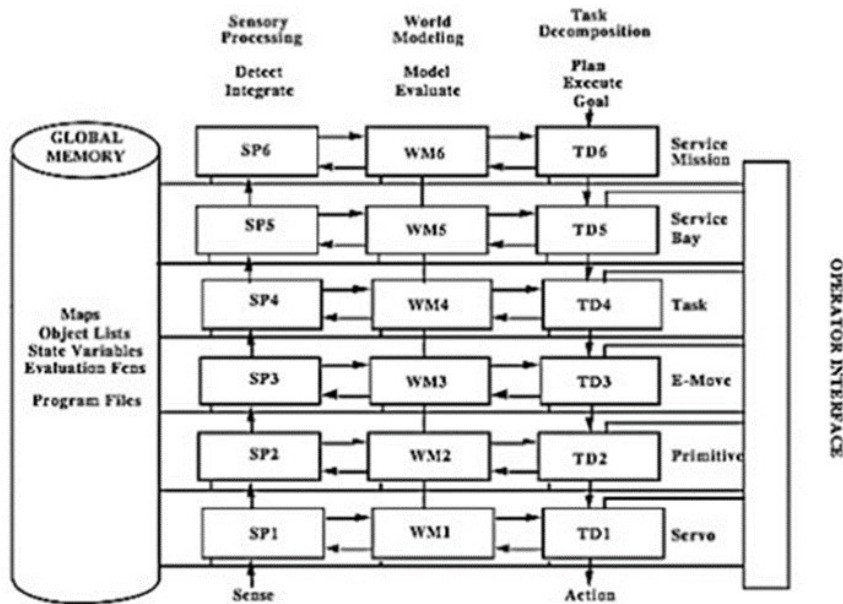 Sensory
Processing
World
Modeling
Task
Decomposition
Detect
Integrate
Model
Evaluate
Plan
Execute
Goal
GLOBAL
MEMORY
SP6
WM6
TD6
Service
Mission
SP5
WM5
TD5
Service
Bay
Maps
Object Lists
State Variables
Evaluation Fcns
Program Files
SP4
WM4
TD4
Task
SP3
WM3
TD3
E-Move
SP2
WM2
TD2
Primitive
SP1
WM1
TD1
Servo
Sense
Action
OPERATOR INTERFACE